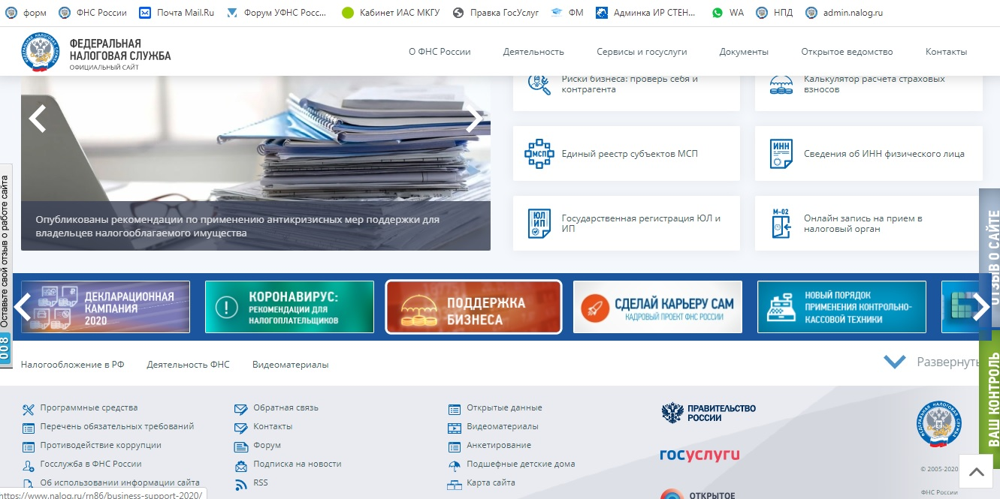 форм
ФНС России
Почта Mail.Ru
Форум УФНС Росс...
Кабинет ИАС МКГУ
Правка ГосУслуг
ФМ
Админка ИР СТЕН...
WA
НПД
admin.nalog.ru
ФЕДЕРАЛЬНАЯ
НАЛОГОВАЯ СЛУЖБА
ОФИЦИАЛЬНЫЙ САЙТ
О ФНС России
Деятельность
Сервисы и госуслуги
Документы
Открытое ведомство
Контакты
Риски бизнеса: проверь себя и
контрагента
Калькулятор расчета страховых
взносов
МСП
Единый реестр субъектов МСП
ИНН
Сведения об ИНН физического лица
Опубликованы рекомендации по применению антикризисных мер поддержки для
владельцев налогооблагаемого имущества
ЮЛ
ИП
Государственная регистрация ЮЛ и
ИП
М-02
Онлайн запись на прием в
налоговый орган
Оставьте свой отзыв о работе сайта
800
ОТЗЫВ О САЙТЕ
ВАШ КОНТРОЛЬ
ДЕКЛАРАЦИОННАЯ
КАМПАНИЯ
2020
КОРОНАВИРУС:
РЕКОМЕНДАЦИИ ДЛЯ
НАЛОГОПЛАТЕЛЬЩИКОВ
ПОДДЕРЖКА
БИЗНЕСА
СДЕЛАЙ КАРЬЕРУ САМ
КАДРОВЫЙ ПРОЕКТ ФНС РОССИИ
НОВЫЙ ПОРЯДОК
ПРИМЕНЕНИЯ КОНТРОЛЬНО-
КАССОВОЙ ТЕХНИКИ
Налогообложение в РФ
Деятельность ФНС
Видеоматериалы
Развернуть
Программные средства
Перечень обязательных требований
Противодействие коррупции
Госслужба в ФНС России
Об использовании информации сайта
Обратная связь
Контакты
Форум
Подписка на новости
RSS
Открытые данные
Видеоматериалы
Анкетирование
Подшефные детские дома
Карта сайта
ПРАВИТЕЛЬСТВО
РОССИИ
госуслуги
ОТКРЫТОЕ
© 2005-2020
ФНС России
https://www.nalog.ru/rn86/business-support-2020/